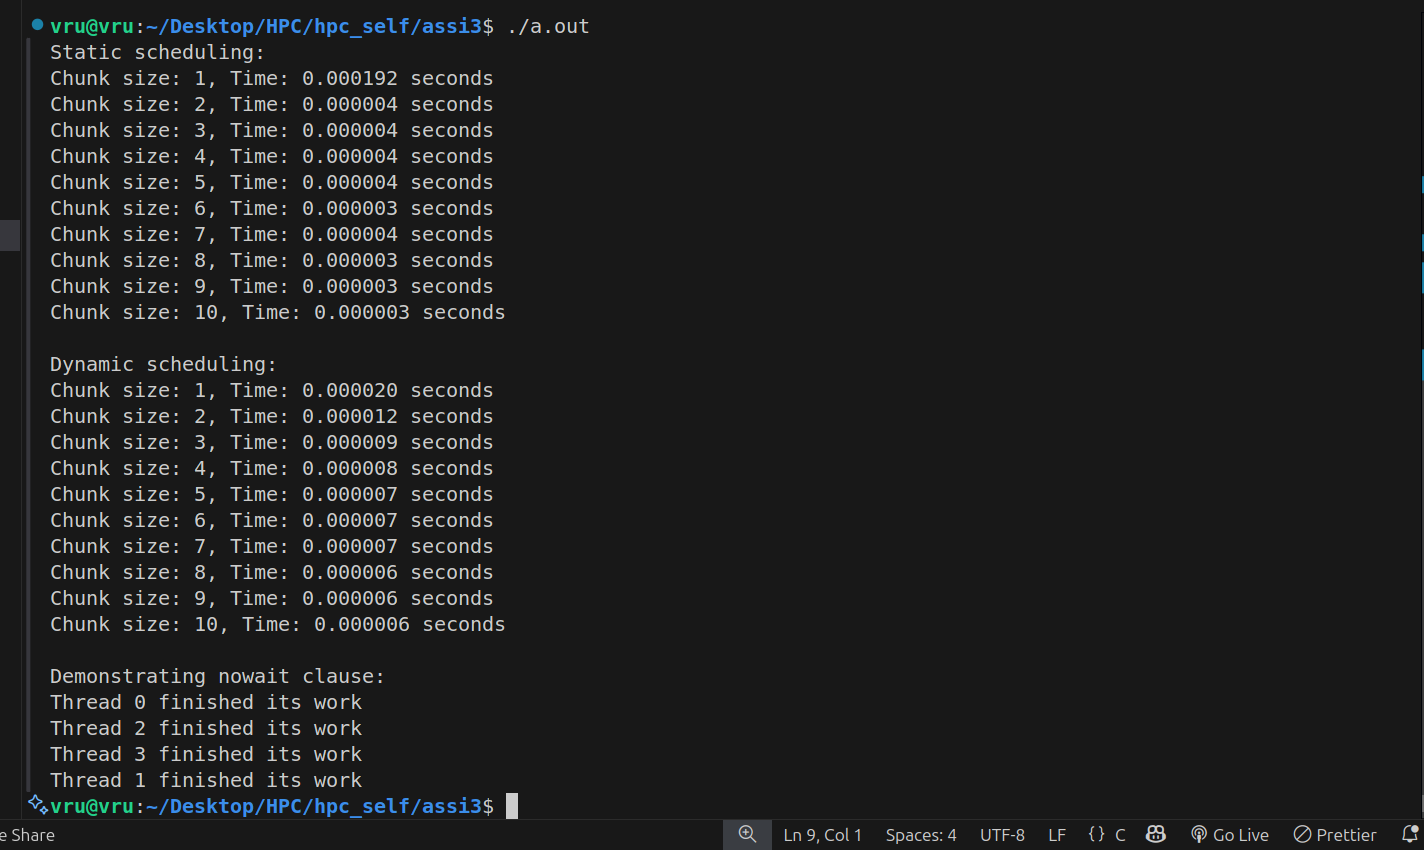 vru@vru:~/Desktop/HPC/hpc_self/assi3$ ./a.out
Static scheduling:
Chunk size: 1, Time: 0.000192 seconds
Chunk size: 2, Time: 0.000004 seconds
Chunk size: 3, Time: 0.000004 seconds
Chunk size: 4, Time: 0.000004 seconds
Chunk size: 5, Time: 0.000004 seconds
Chunk size: 6, Time: 0.000003 seconds
Chunk size: 7, Time: 0.000004 seconds
Chunk size: 8, Time: 0.000003 seconds
Chunk size: 9, Time: 0.000003 seconds
Chunk size: 10, Time: 0.000003 seconds

Dynamic scheduling:
Chunk size: 1, Time: 0.000020 seconds
Chunk size: 2, Time: 0.000012 seconds
Chunk size: 3, Time: 0.000009 seconds
Chunk size: 4, Time: 0.000008 seconds
Chunk size: 5, Time: 0.000007 seconds
Chunk size: 6, Time: 0.000007 seconds
Chunk size: 7, Time: 0.000007 seconds
Chunk size: 8, Time: 0.000006 seconds
Chunk size: 9, Time: 0.000006 seconds
Chunk size: 10, Time: 0.000006 seconds

Demonstrating nowait clause:
Thread 0 finished its work
Thread 2 finished its work
Thread 3 finished its work
Thread 1 finished its work
vru@vru:~/Desktop/HPC/hpc_self/assi3$
e Share Ln 9, Col 1 Spaces: 4 UTF-8 LF {} C Go Live Prettier